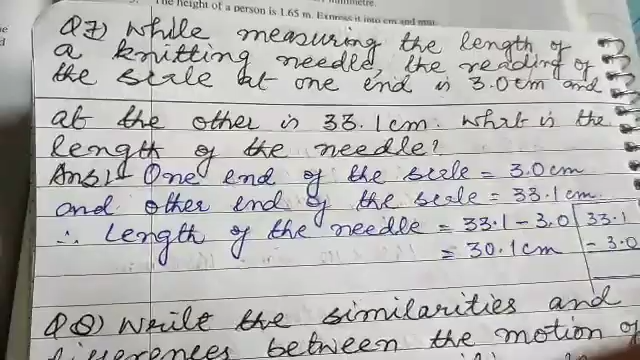 The height of a person is 1.65 m. Express it into cm and mm.
Q7) While measuring the length of
a knitting needle, the reading of
the scale at one end is 3.0cm and
at the other is 33.1cm. What is the
length of the needle?
Ans:- One end of the scale = 3.0cm
and other end of the scale = 33.1cm.
∴ Length of the needle = 33.1 - 3.0
= 30.1cm
33.1
- 3.0
Q8) Write the similarities and
differences between the motion of